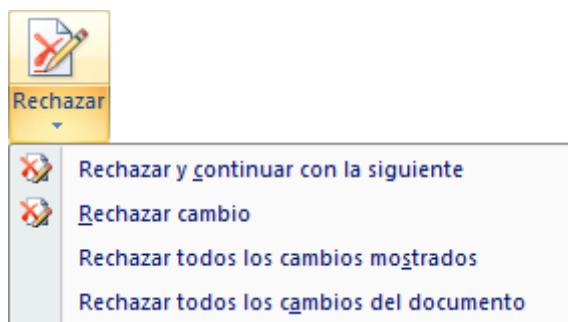 Rechazar
Rechazar y continuar con la siguiente
Rechazar cambio
Rechazar todos los cambios mostrados
Rechazar todos los cambios del documento